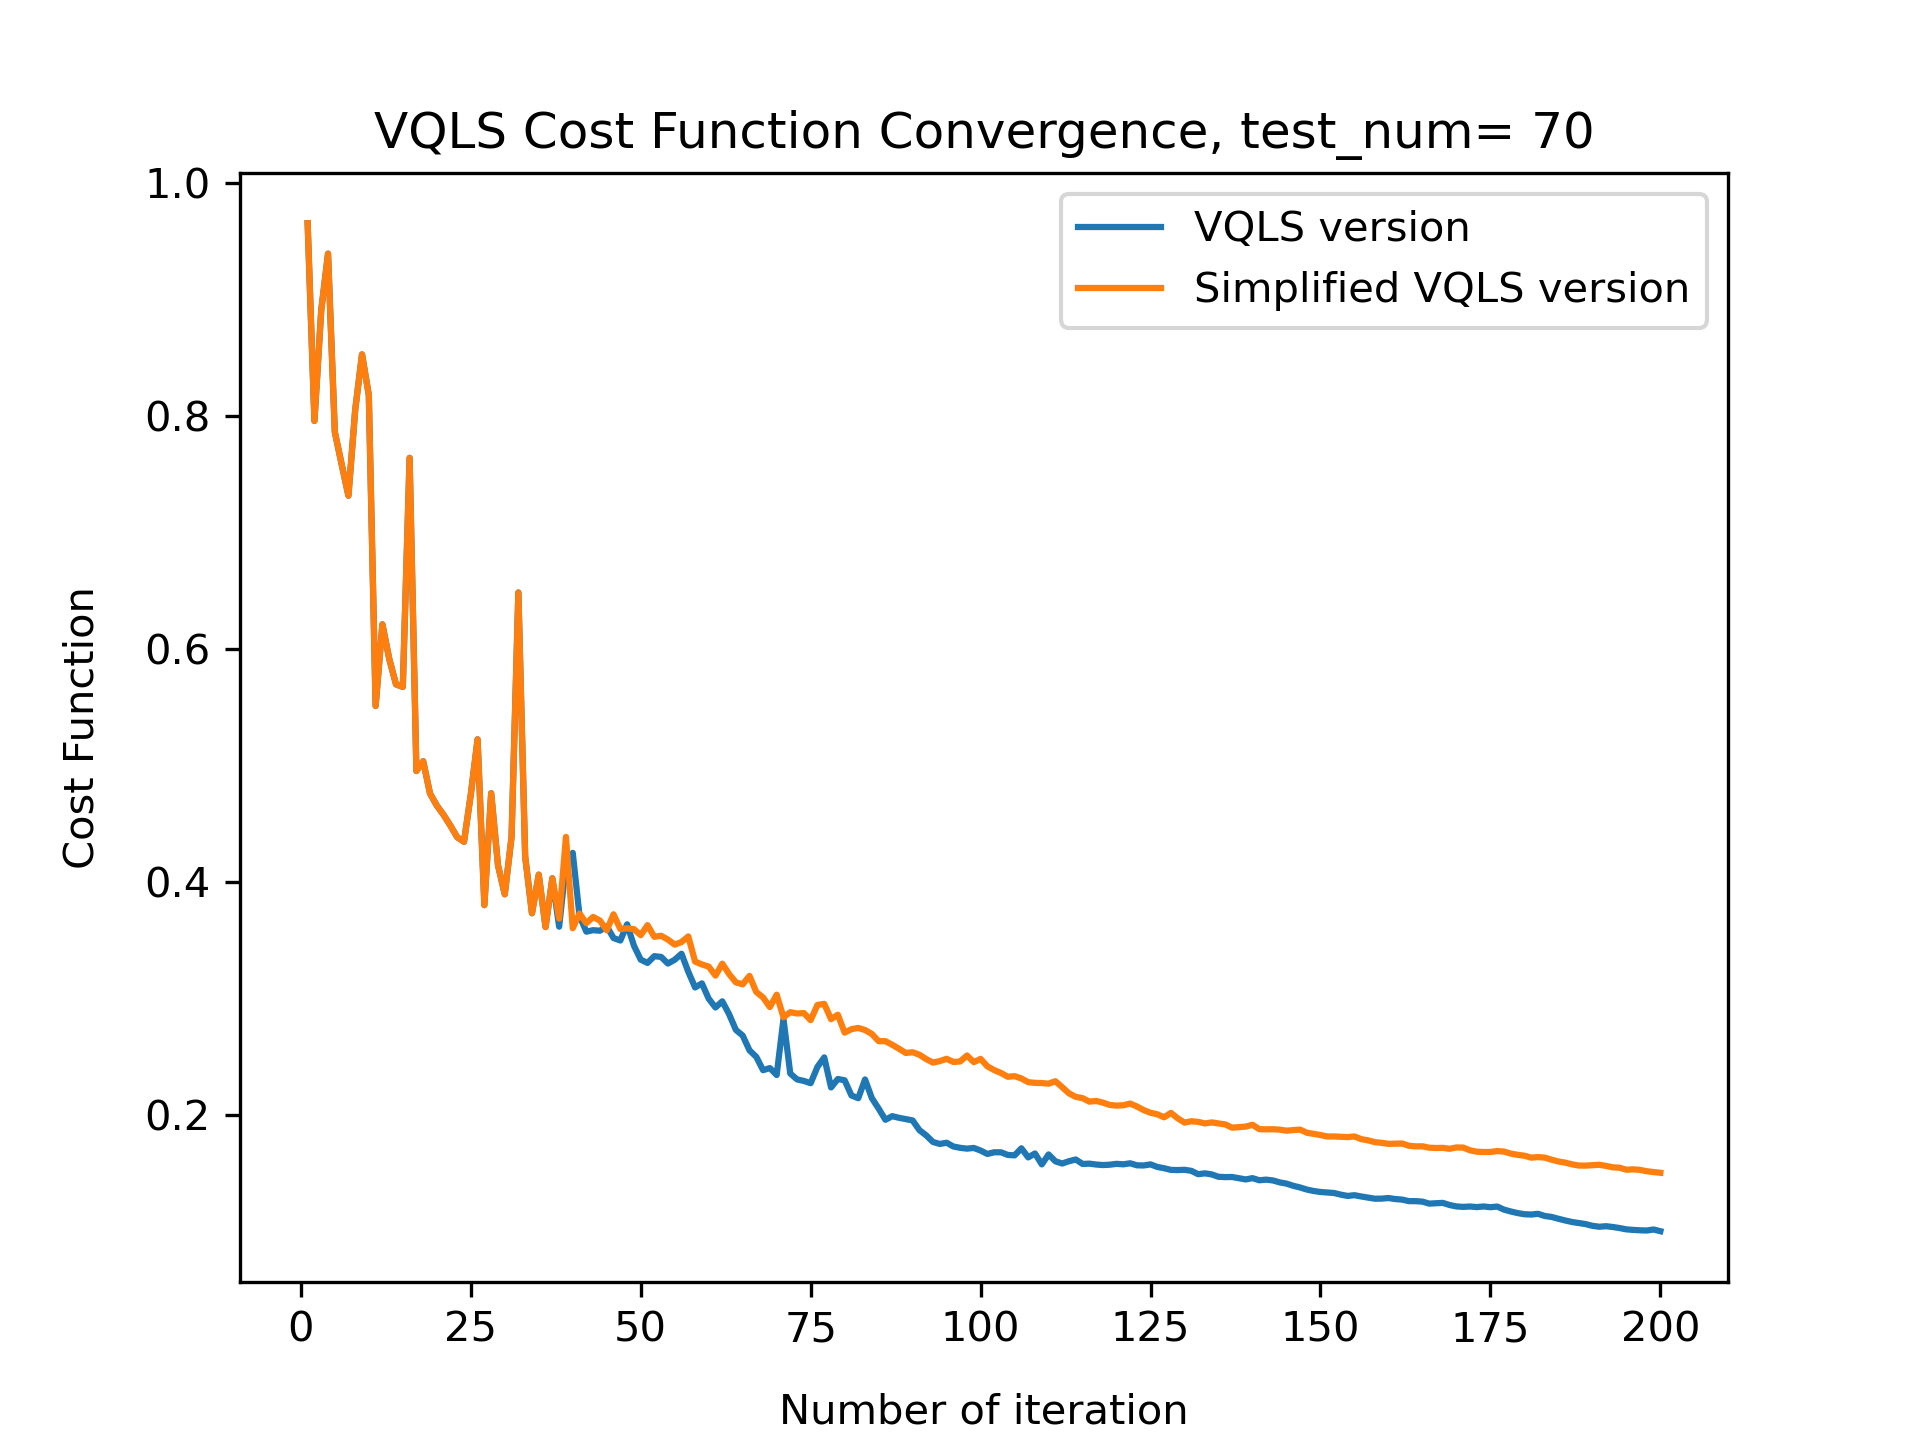 VQLS Cost Function Convergence, test_num= 70
VQLS version
Simplified VQLS version
1.0
0.8
0.6
0.4
0.2
Cost Function
0 25 50 75 100 125 150 175 200
Number of iteration